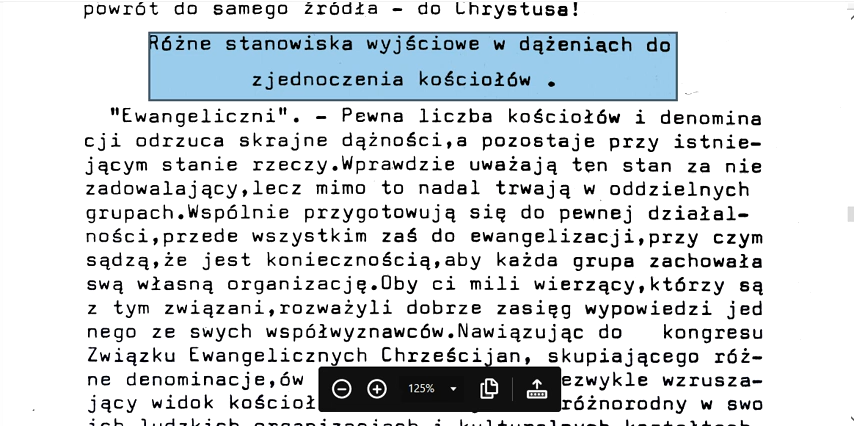 powrót do samego źródła - do Chrystusa!
Różne stanowiska wyjściowe w dążeniach do
zjednoczenia kościołów .
"Ewangeliczni". - Pewna liczba kościołów i denomina
cji odrzuca skrajne dążności,a pozostaje przy istnie-
jącym stanie rzeczy.Wprawdzie uważają ten stan za nie
zadowalający,lecz mimo to nadal trwają w oddzielnych
grupach.Wspólnie przygotowują się do pewnej działal-
ności,przede wszystkim zaś do ewangelizacji,przy czym
sądzą,że jest koniecznością,aby każda grupa zachowała
swą własną organizację.Oby ci mili wierzący,którzy są
z tym związani,rozważyli dobrze zasięg wypowiedzi jed
nego ze swych współwyznawców.Nawiązując do kongresu
Związku Ewangelicznych Chrześcijan, skupiającego róż-
ne denominacje,ów ezwykle wzrusza-
jący widok kościoł różnorodny w swo
ich ludzkich organizacjach i kulturalnych kształtach
125%